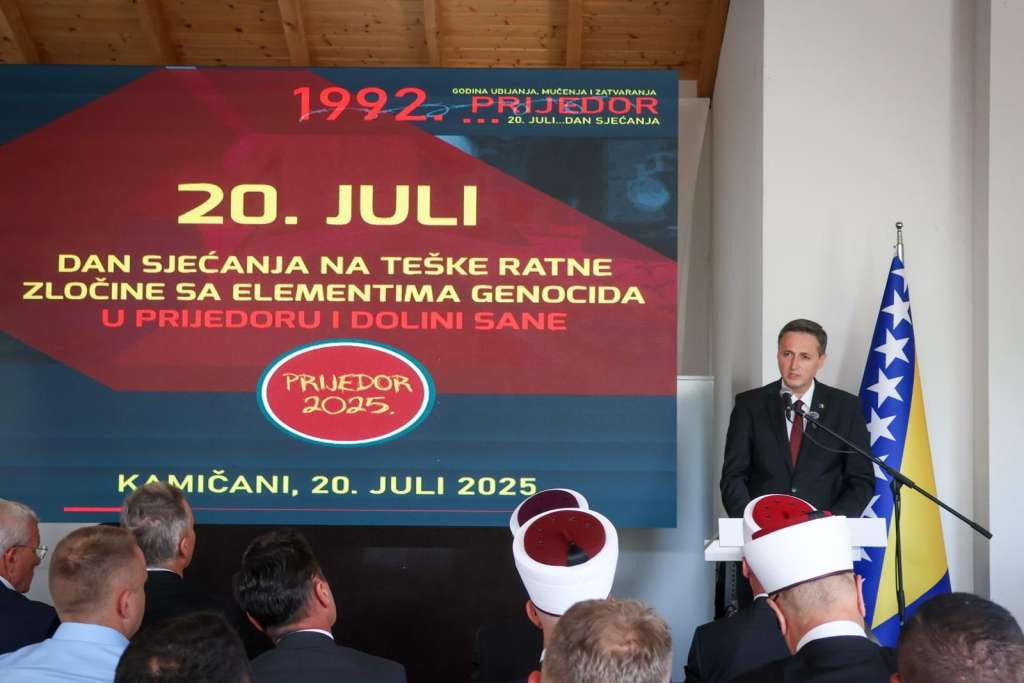 1992.
GODINA UBIJANJA, MUČENJA I ZATVARANJA
... PRIJEDOR
20. JULI...DAN SJEĆANJA
20. JULI
DAN SJEĆANJA NA TEŠKE RATNE
ZLOČINE SA ELEMENTIMA GENOCIDA
U PRIJEDORU I DOLINI SANE
PRIJEDOR
2025.
KAMIČANI, 20. JULI 2025